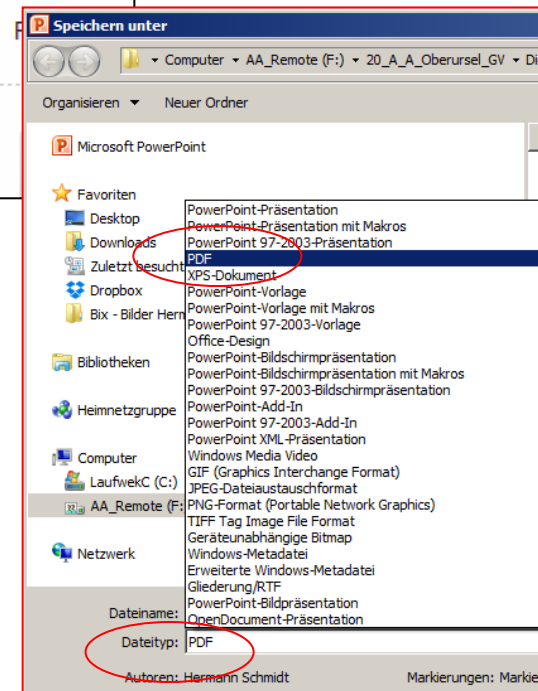 Speichern unter
Computer AA_Remote (F:) 20_A_A_Oberursel_GV
Organisieren Neuer Ordner
Microsoft PowerPoint
Favoriten
Desktop
Downloads
Zuletzt besucht
Dropbox
Bix - Bilder
Bibliotheken
Heimnetzgruppe
Computer
LaufwekC (C:)
AA_Remote (F:
Netzwerk
PowerPoint-Präsentation
PowerPoint-Präsentation mit Makros
PowerPoint 97-2003-Präsentation
PDF
XPS-Dokument
PowerPoint-Vorlage
PowerPoint-Vorlage mit Makros
PowerPoint 97-2003-Vorlage
Office-Design
PowerPoint-Bildschirmpräsentation
PowerPoint-Bildschirmpräsentation mit Makros
PowerPoint 97-2003-Bildschirmpräsentation
PowerPoint-Add-In
PowerPoint 97-2003-Add-In
PowerPoint XML-Präsentation
Windows Media Video
GIF (Graphics Interchange Format)
JPEG-Dateiaustauschformat
PNG-Format (Portable Network Graphics)
TIFF Tag Image File Format
Geräteunabhängige Bitmap
Windows-Metadatei
Erweiterte Windows-Metadatei
Gliederung/RTF
PowerPoint-Bildpräsentation
OpenDocument-Präsentation
Dateiname:
Dateityp: PDF
Autoren: Hermann Schmidt Markierungen: